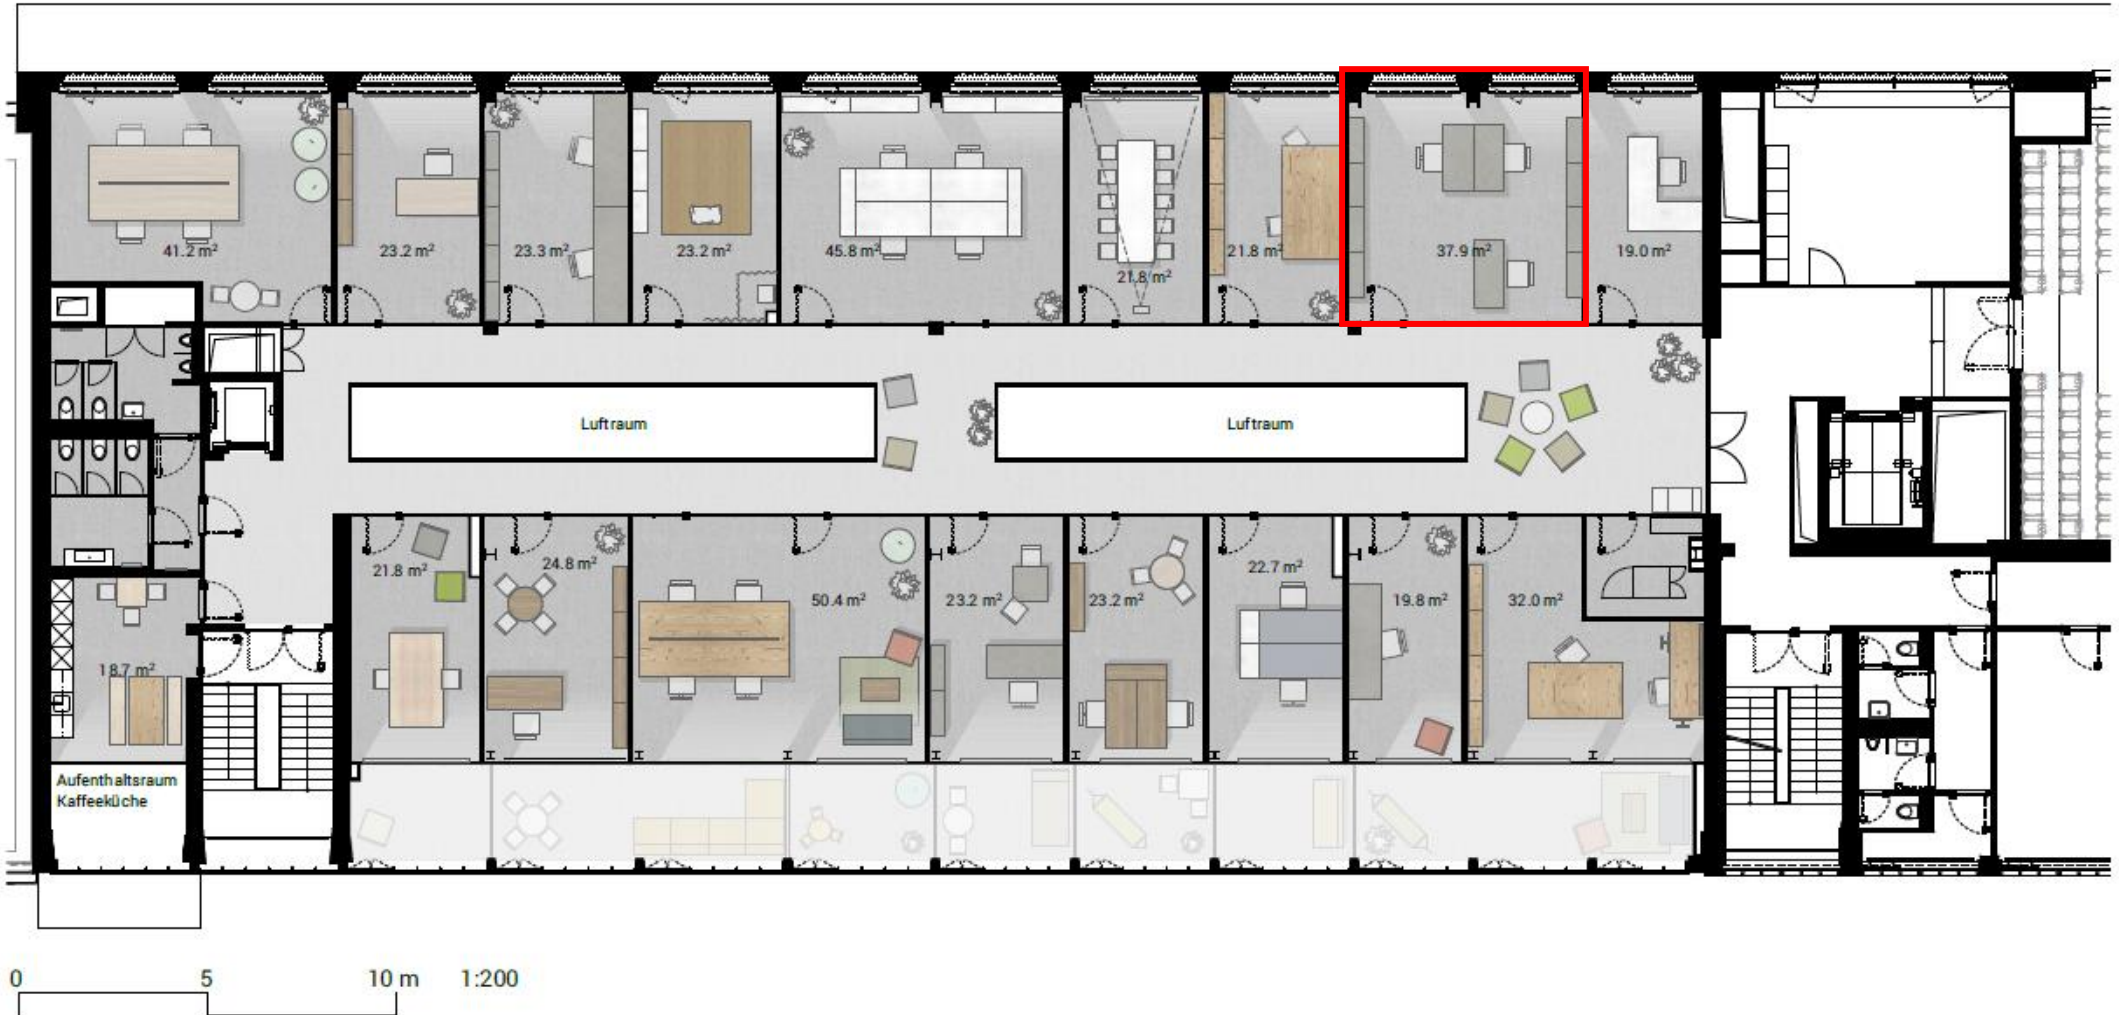 41.2 m²
23.2 m²
23.3 m²
23.2 m²
45.8 m²
21.8 m²
21.8 m²
37.9 m²
19.0 m²
Luftraum
Luftraum
21.8 m²
24.8 m²
50.4 m²
23.2 m²
23.2 m²
22.7 m²
19.8 m²
32.0 m²
18.7 m²
Aufenthaltsraum
Kaffeeküche
0 5 10 m 1:200